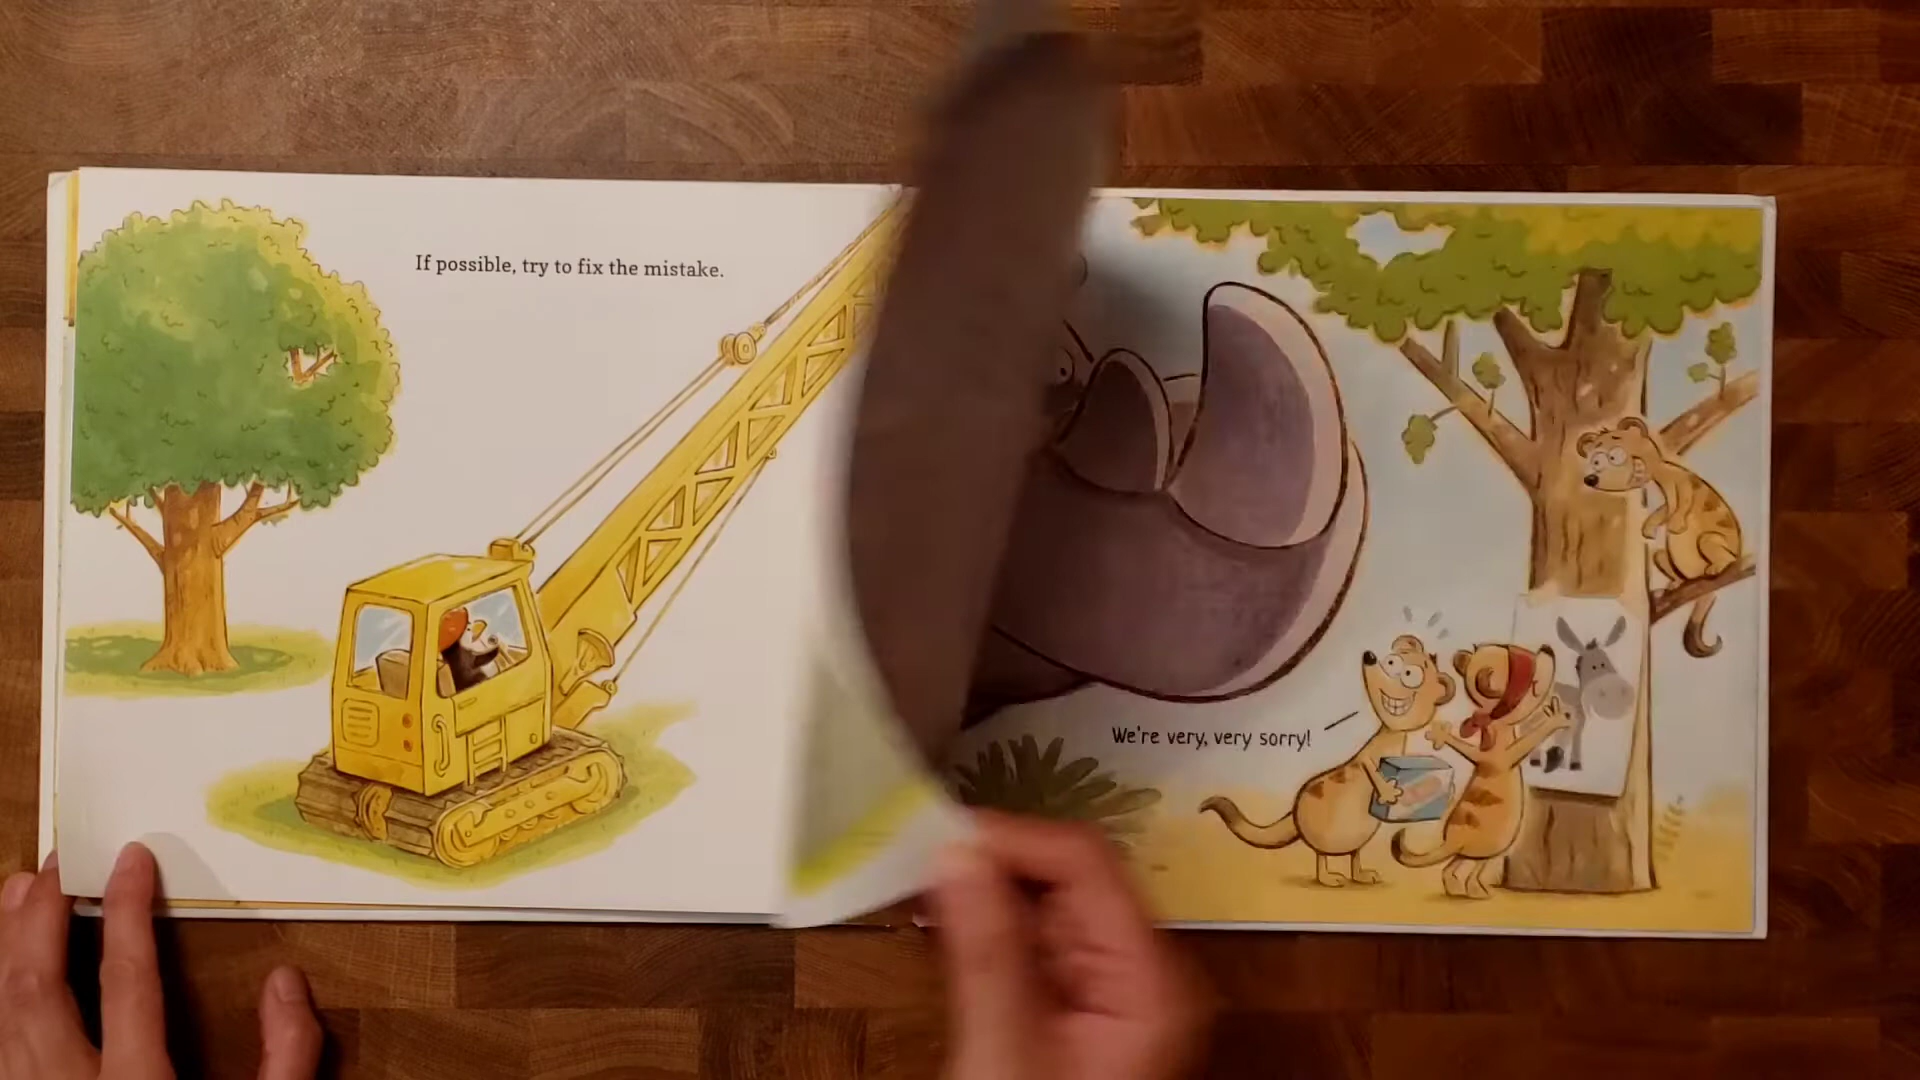 If possible, try to fix the mistake.
We're very, very sorry!